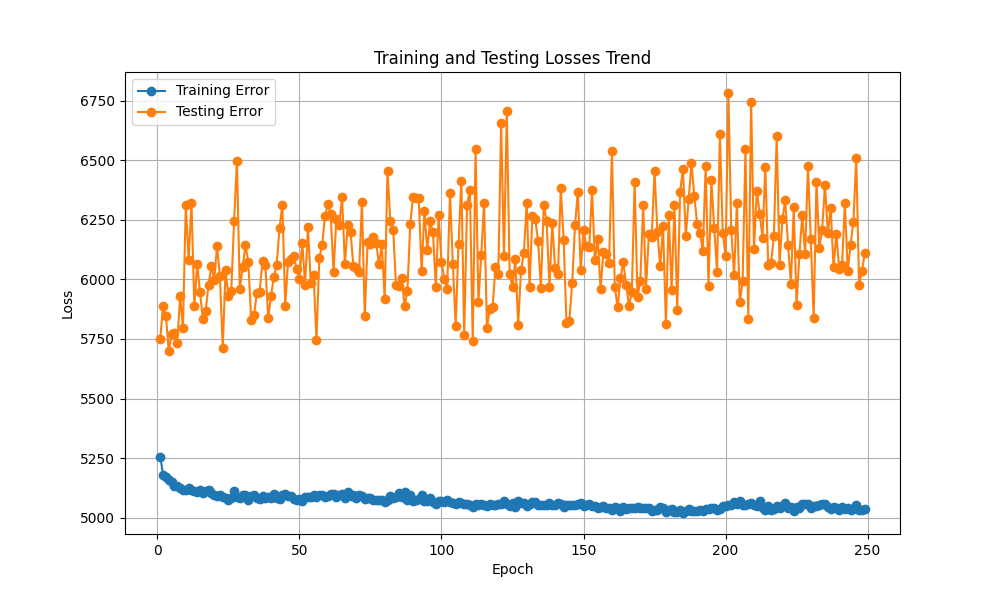 Training and Testing Losses Trend
Training Error
Testing Error
6750
6500
6250
6000
5750
5500
5250
5000
Loss
0 50 100 150 200 250
Epoch